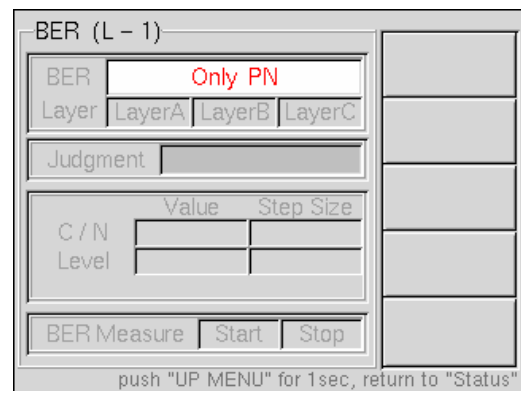 BER (L - 1)
BER Only PN
Layer LayerA LayerB LayerC
Judgment
Value Step Size
C / N
Level
BER Measure Start Stop
push "UP MENU" for 1sec, return to "Status"